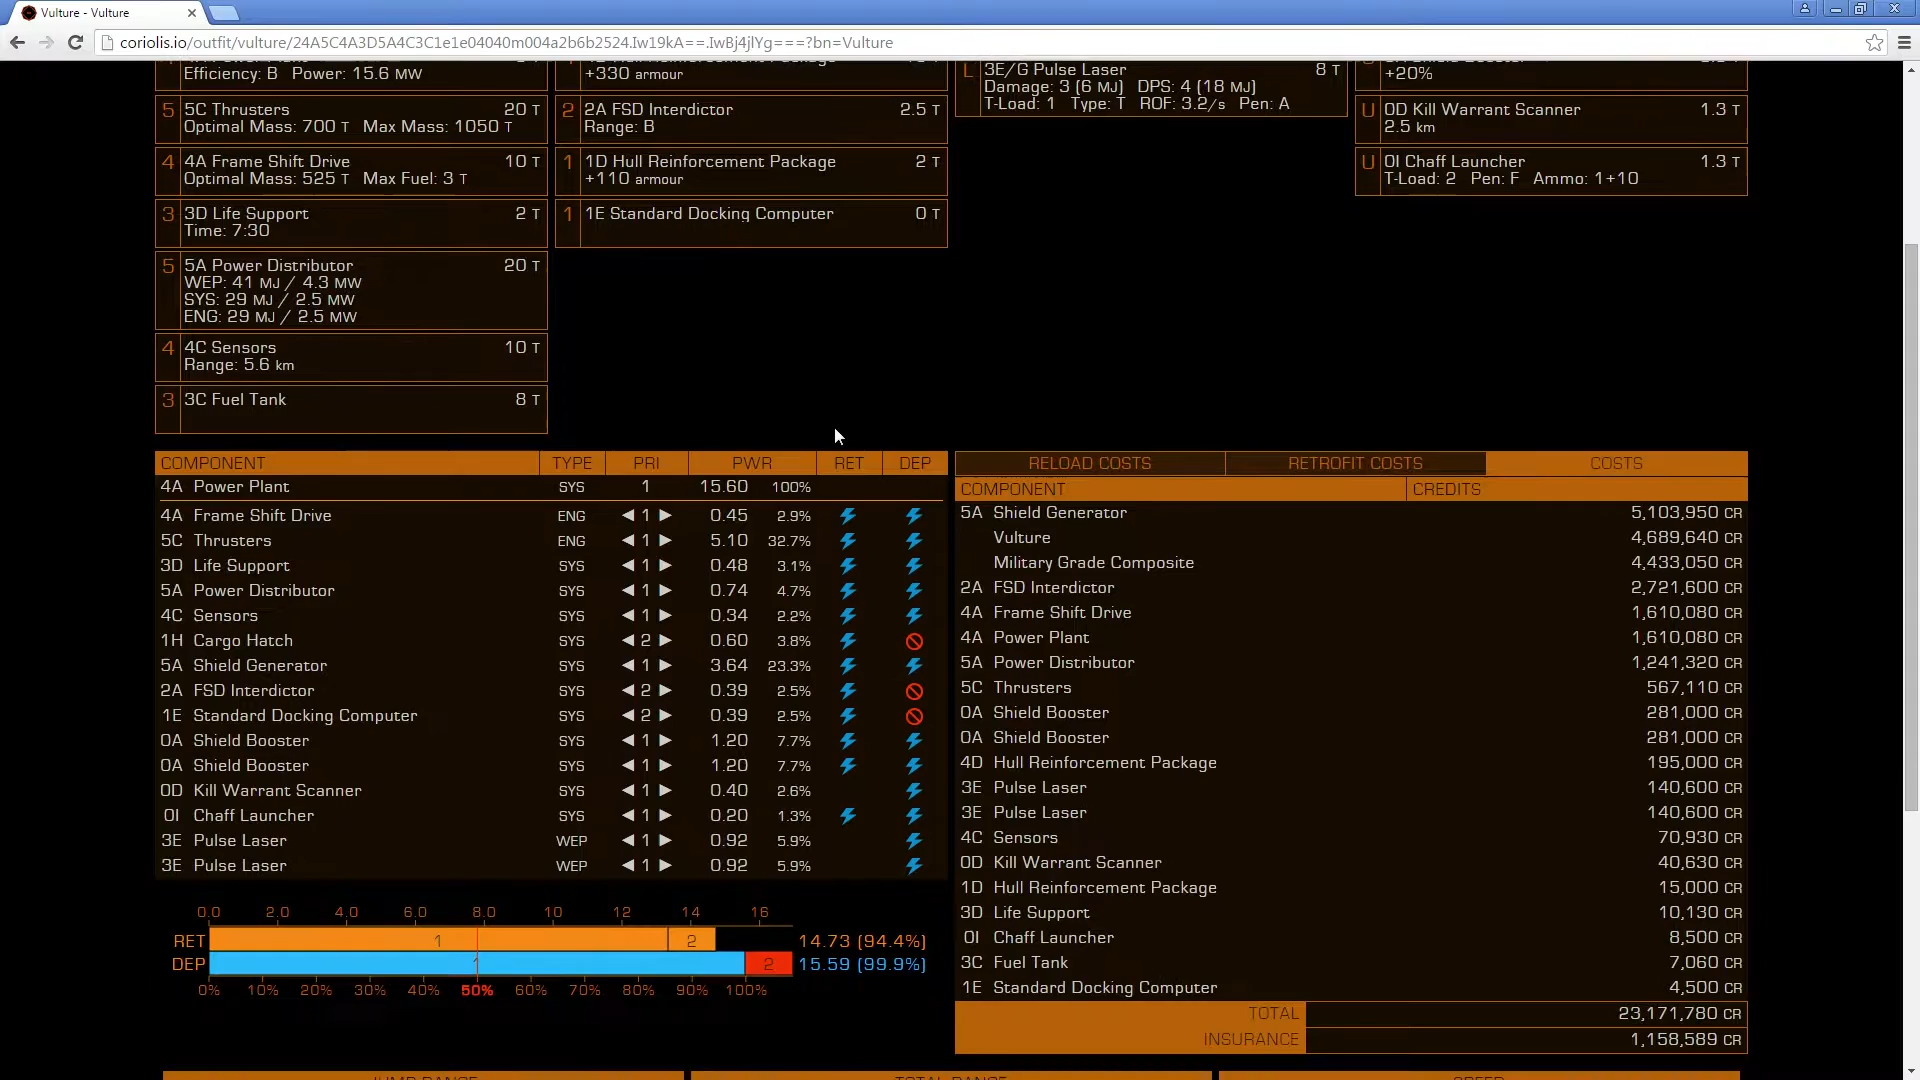 Vulture - Vulture
coriolis.io/outfit/vulture/24A5C4A3D5A4C3C1e1e04040m004a2b6b2524.Iw19kA==.IwBj4jlYg===?bn=Vulture
Efficiency: B Power: 15.6 MW
5 5C Thrusters 20 T
Optimal Mass: 700 T Max Mass: 1050 T
4 4A Frame Shift Drive 10 T
Optimal Mass: 525 T Max Fuel: 3 T
3 3D Life Support 2 T
Time: 7:30
5 5A Power Distributor 20 T
WEP: 41 MJ / 4.3 MW
SYS: 29 MJ / 2.5 MW
ENG: 29 MJ / 2.5 MW
4 4C Sensors 10 T
Range: 5.6 km
3 3C Fuel Tank 8 T
+330 armour
2 2A FSD Interdictor 2.5 T
Range: B
1 1D Hull Reinforcement Package 2 T
+110 armour
1 1E Standard Docking Computer 0 T
L 3E/G Pulse Laser 8 T
Damage: 3 (6 MJ) DPS: 4 (18 MJ)
T-Load: 1 Type: T ROF: 3.2/s Pen: A
+20%
U 0D Kill Warrant Scanner 1.3 T
2.5 km
U 0I Chaff Launcher 1.3 T
T-Load: 2 Pen: F Ammo: 1+10
COMPONENT TYPE PRI PWR RET DEP
4A Power Plant SYS 1 15.60 100%
4A Frame Shift Drive ENG 1 0.45 2.9%
5C Thrusters ENG 1 5.10 32.7%
3D Life Support SYS 1 0.48 3.1%
5A Power Distributor SYS 1 0.74 4.7%
4C Sensors SYS 1 0.34 2.2%
1H Cargo Hatch SYS 2 0.60 3.8%
5A Shield Generator SYS 1 3.64 23.3%
2A FSD Interdictor SYS 2 0.39 2.5%
1E Standard Docking Computer SYS 2 0.39 2.5%
0A Shield Booster SYS 1 1.20 7.7%
0A Shield Booster SYS 1 1.20 7.7%
0D Kill Warrant Scanner SYS 1 0.40 2.6%
0I Chaff Launcher SYS 1 0.20 1.3%
3E Pulse Laser WEP 1 0.92 5.9%
3E Pulse Laser WEP 1 0.92 5.9%
0.0 2.0 4.0 6.0 8.0 10 12 14 16
RET 1 2 14.73 (94.4%)
DEP 1 2 15.59 (99.9%)
0% 10% 20% 30% 40% 50% 60% 70% 80% 90% 100%
RELOAD COSTS RETROFIT COSTS COSTS
COMPONENT CREDITS
5A Shield Generator 5,103,950 CR
Vulture 4,689,640 CR
Military Grade Composite 4,433,050 CR
2A FSD Interdictor 2,721,600 CR
4A Frame Shift Drive 1,610,080 CR
4A Power Plant 1,610,080 CR
5A Power Distributor 1,241,320 CR
5C Thrusters 567,110 CR
0A Shield Booster 281,000 CR
0A Shield Booster 281,000 CR
4D Hull Reinforcement Package 195,000 CR
3E Pulse Laser 140,600 CR
3E Pulse Laser 140,600 CR
4C Sensors 70,930 CR
0D Kill Warrant Scanner 40,630 CR
1D Hull Reinforcement Package 15,000 CR
3D Life Support 10,130 CR
0I Chaff Launcher 8,500 CR
3C Fuel Tank 7,060 CR
1E Standard Docking Computer 4,500 CR
TOTAL 23,171,780 CR
INSURANCE 1,158,589 CR